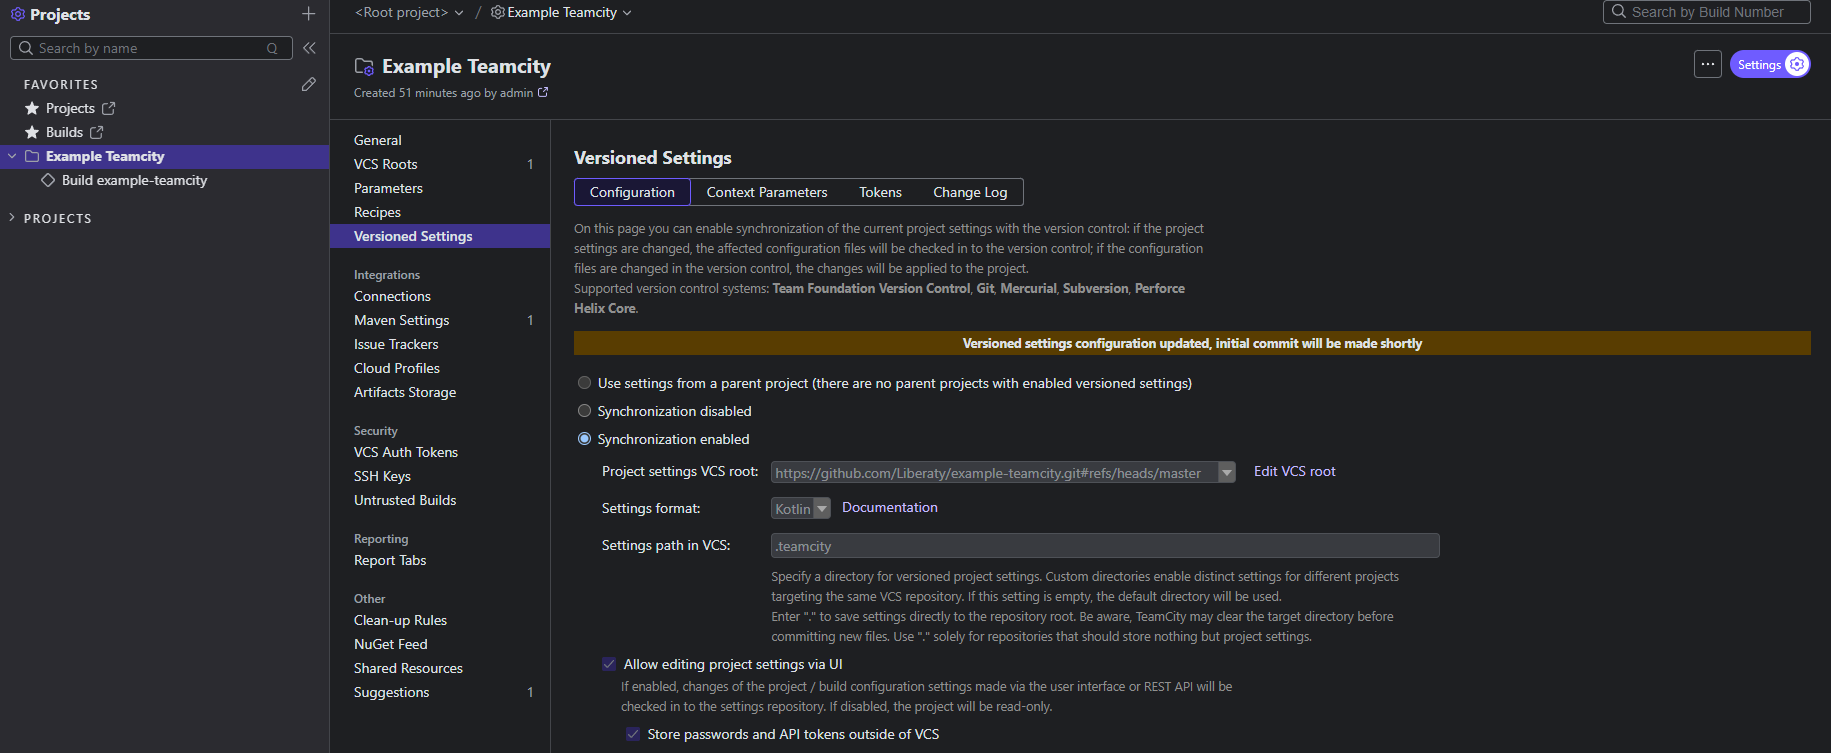 Projects
Search by name
FAVORITES
Projects
Builds
Example Teamcity
Build example-teamcity
PROJECTS
<Root project> / Example Teamcity
Search by Build Number
Example Teamcity
Created 51 minutes ago by admin
Settings
General
VCS Roots 1
Parameters
Recipes
Versioned Settings
Integrations
Connections
Maven Settings 1
Issue Trackers
Cloud Profiles
Artifacts Storage
Security
VCS Auth Tokens
SSH Keys
Untrusted Builds
Reporting
Report Tabs
Other
Clean-up Rules
NuGet Feed
Shared Resources
Suggestions 1
Versioned Settings
Configuration Context Parameters Tokens Change Log
On this page you can enable synchronization of the current project settings with the version control: if the project
settings are changed, the affected configuration files will be checked in to the version control; if the configuration
files are changed in the version control, the changes will be applied to the project.
Supported version control systems: Team Foundation Version Control, Git, Mercurial, Subversion, Perforce
Helix Core.
Versioned settings configuration updated, initial commit will be made shortly
Use settings from a parent project (there are no parent projects with enabled versioned settings)
Synchronization disabled
Synchronization enabled
Project settings VCS root: https://github.com/Liberaty/example-teamcity.git#refs/heads/master Edit VCS root
Settings format: Kotlin Documentation
Settings path in VCS: .teamcity
Specify a directory for versioned project settings. Custom directories enable distinct settings for different projects
targeting the same VCS repository. If this setting is empty, the default directory will be used.
Enter "." to save settings directly to the repository root. Be aware, TeamCity may clear the target directory before
committing new files. Use "." solely for repositories that should store nothing but project settings.
Allow editing project settings via UI
If enabled, changes of the project / build configuration settings made via the user interface or REST API will be
checked in to the settings repository. If disabled, the project will be read-only.
Store passwords and API tokens outside of VCS